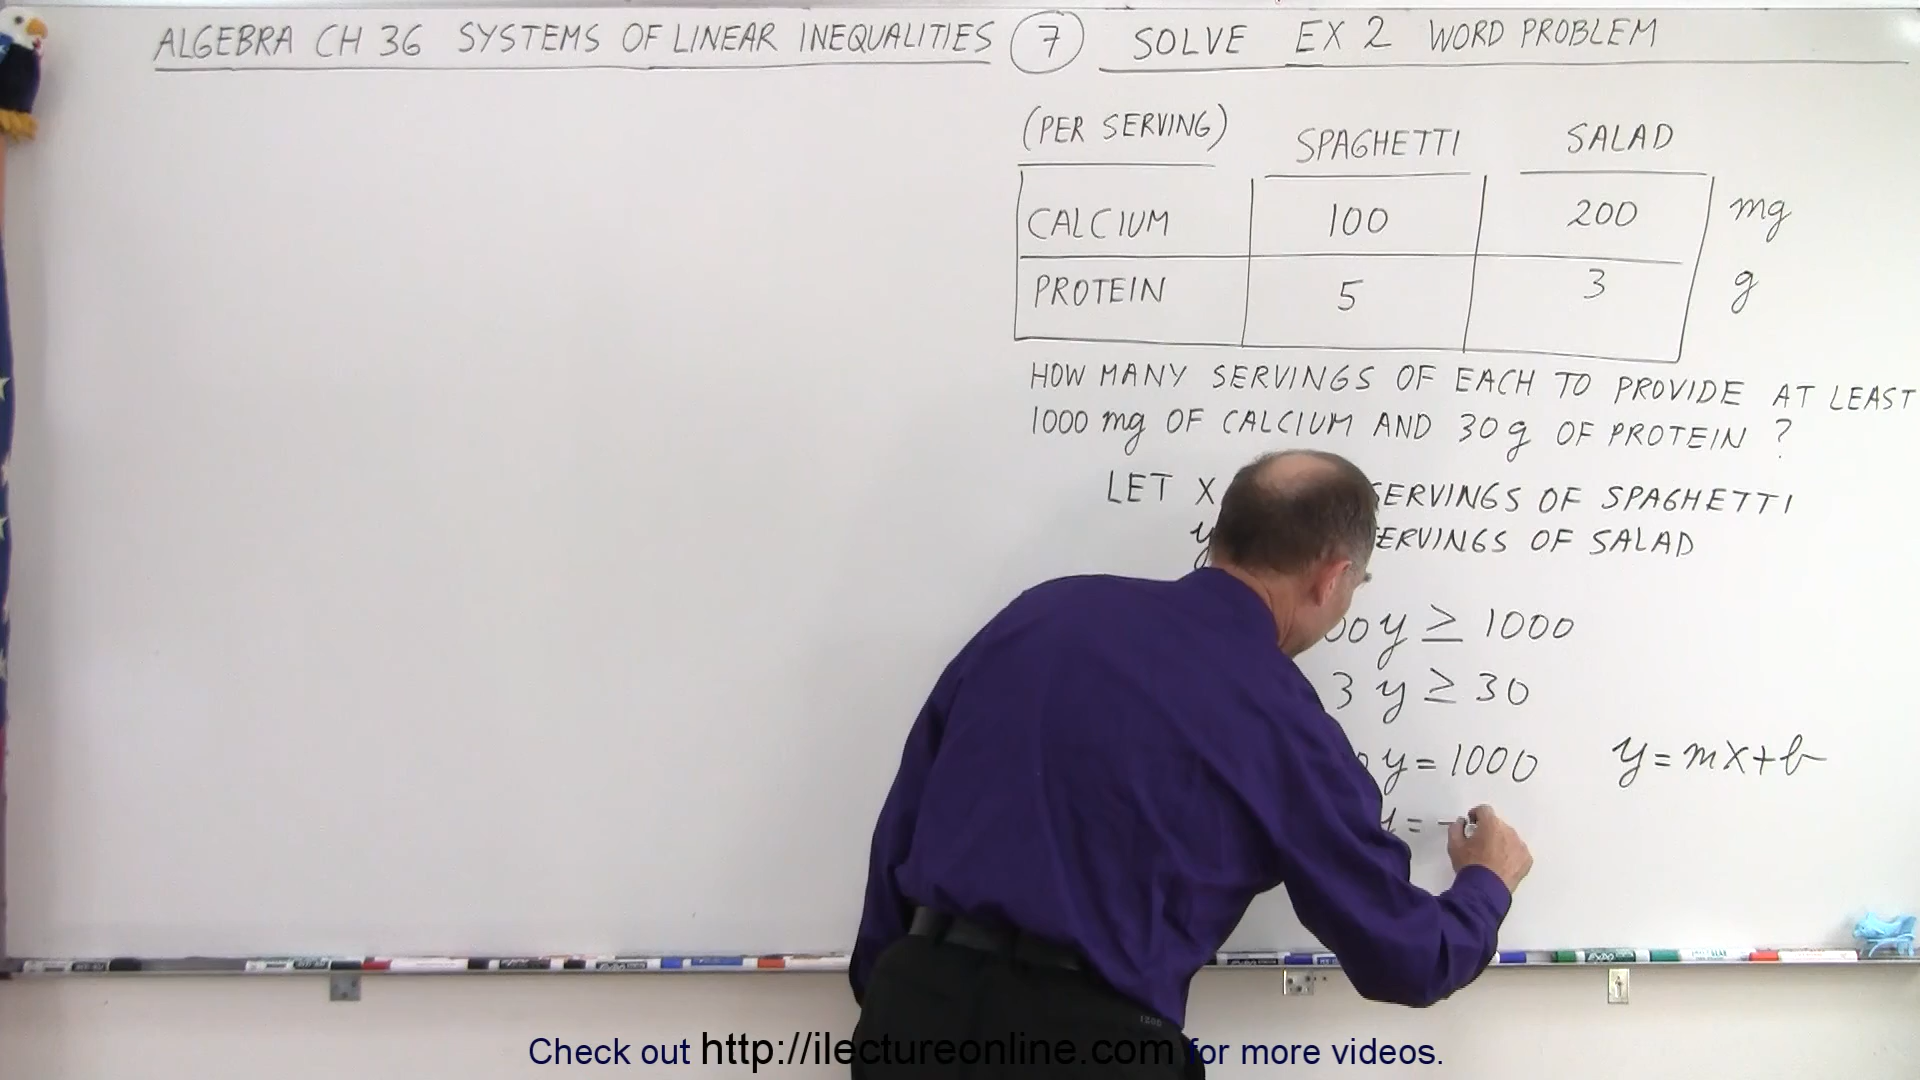 ALGEBRA CH 36 SYSTEMS OF LINEAR INEQUALITIES 7 SOLVE EX 2 WORD PROBLEM
(PER SERVING) SPAGHETTI SALAD
CALCIUM 100 200 mg
PROTEIN 5 3 g
HOW MANY SERVINGS OF EACH TO PROVIDE AT LEAST
1000 mg OF CALCIUM AND 30 g OF PROTEIN ?
LET X SERVINGS OF SPAGHETTI
y SERVINGS OF SALAD
00 y ≥ 1000
3 y ≥ 30
0 y = 1000 y = mx + b
y = -
Check out http://ilectureonline.com for more videos.